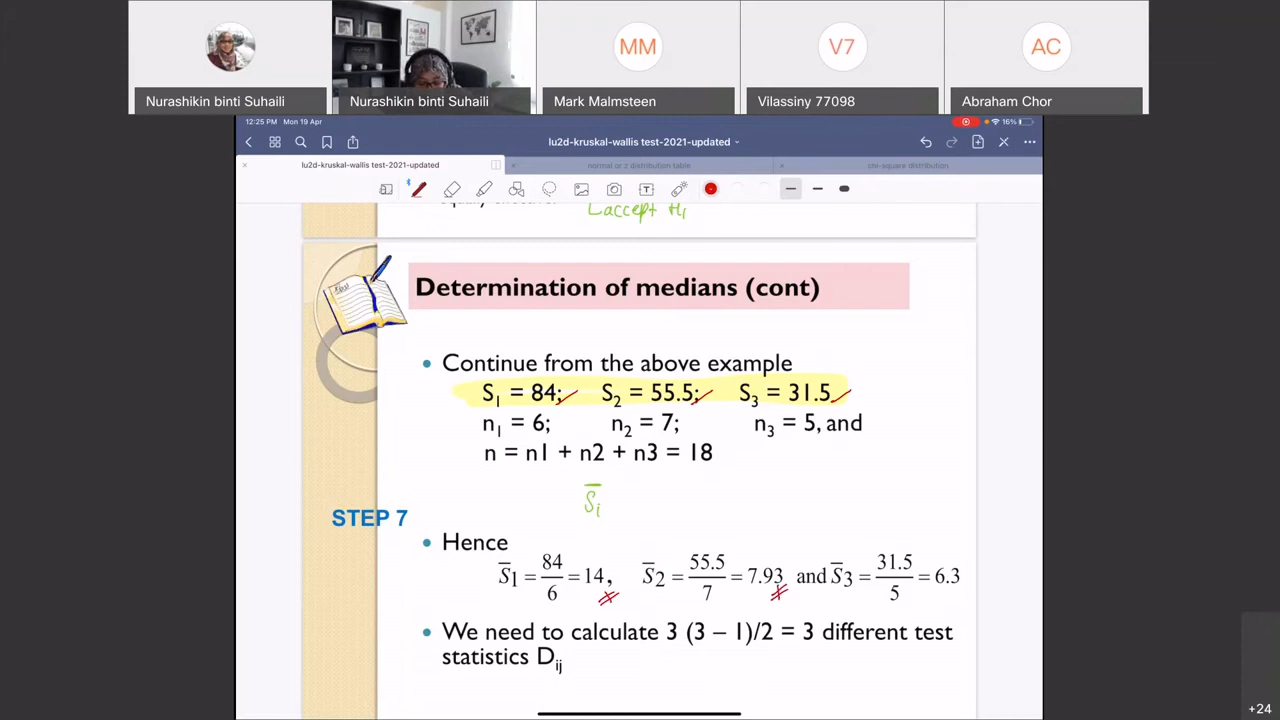 MM
V7
AC
Nurashikin binti Suhaili
Nurashikin binti Suhaili
Mark Malmsteen
Vilassiny 77098
Abraham Chor
12:25 PM Mon 19 Apr
16%
lu2d-kruskal-wallis test-2021-updated
lu2d-kruskal-wallis test-2021-updated
normal or z distribution table
chi-square distribution
Laccept H1
Determination of medians (cont)
• Continue from the above example
S1 = 84; S2 = 55.5; S3 = 31.5
n1 = 6; n2 = 7; n3 = 5, and
n = n1 + n2 + n3 = 18
S̅i
STEP 7
• Hence
S̅1 = 84/6 = 14, S̅2 = 55.5/7 = 7.93 and S̅3 = 31.5/5 = 6.3
• We need to calculate 3 (3 – 1)/2 = 3 different test
statistics Dij
+24